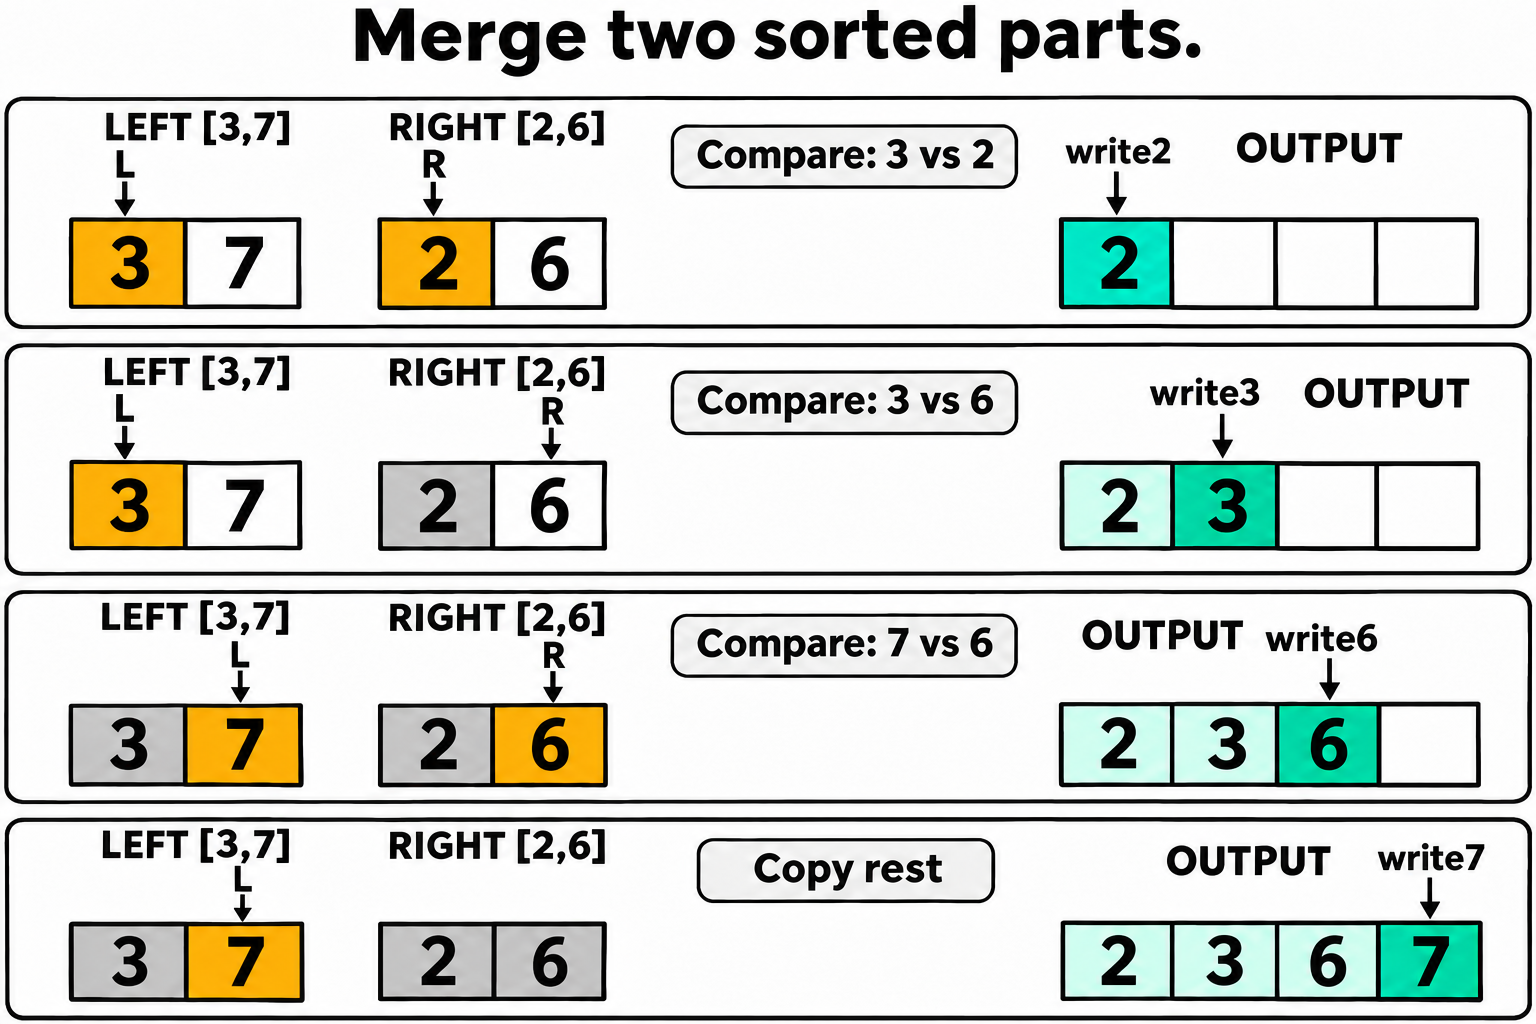 Merge two sorted parts.
LEFT [3,7] RIGHT [2,6] Compare: 3 vs 2 write2 OUTPUT
L R
3 7 2 6 2
LEFT [3,7] RIGHT [2,6] Compare: 3 vs 6 write3 OUTPUT
L R
3 7 2 6 2 3
LEFT [3,7] RIGHT [2,6] Compare: 7 vs 6 OUTPUT write6
L R
3 7 2 6 2 3 6
LEFT [3,7] RIGHT [2,6] Copy rest OUTPUT write7
L
3 7 2 6 2 3 6 7